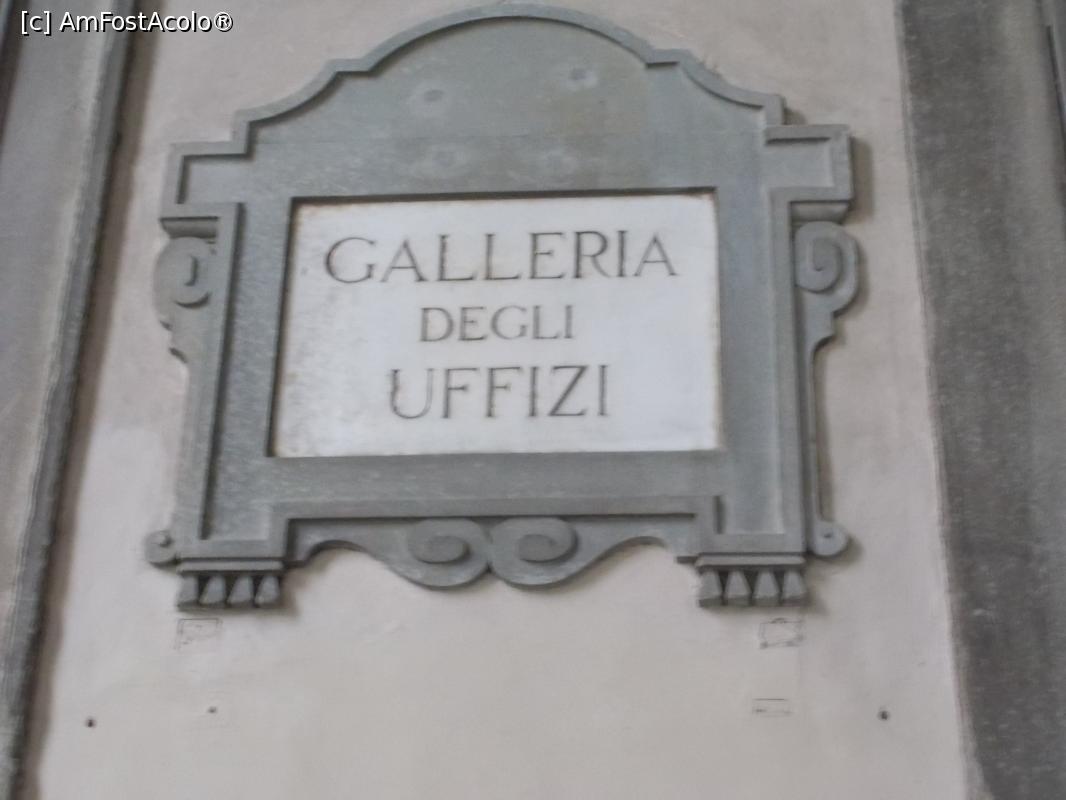 [c] AmFostAcolo®
GALLERIA
DEGLI
UFFIZI